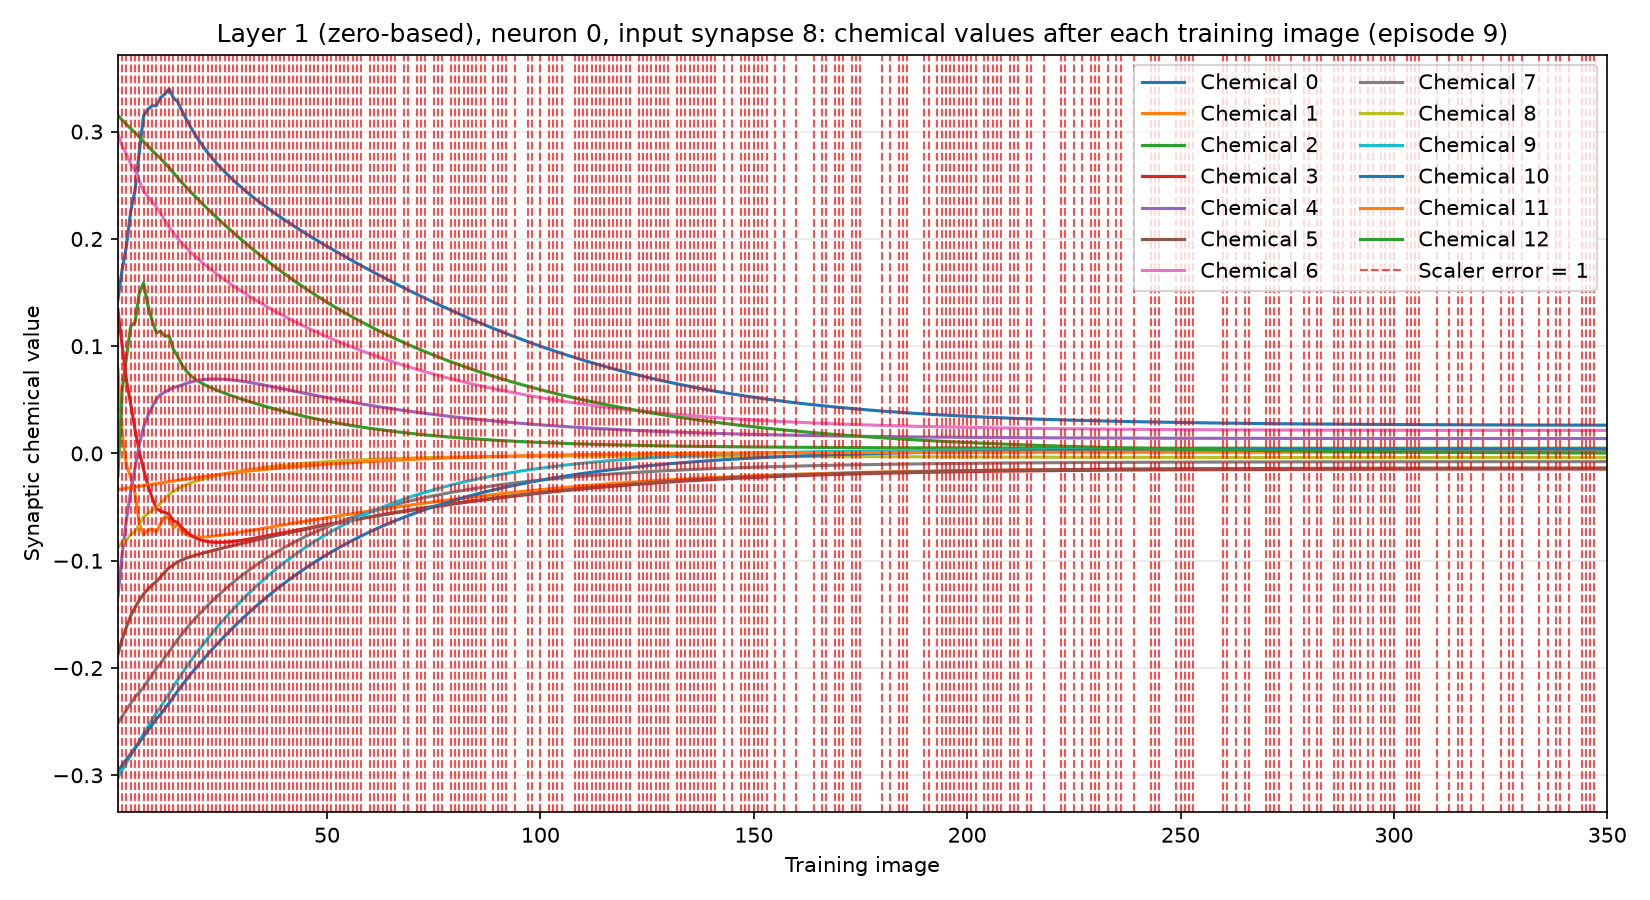 Layer 1 (zero-based), neuron 0, input synapse 8: chemical values after each training image (episode 9)
Synaptic chemical value
0.3
0.2
0.1
0.0
−0.1
−0.2
−0.3
Chemical 0
Chemical 1
Chemical 2
Chemical 3
Chemical 4
Chemical 5
Chemical 6
Chemical 7
Chemical 8
Chemical 9
Chemical 10
Chemical 11
Chemical 12
Scaler error = 1
50 100 150 200 250 300 350
Training image